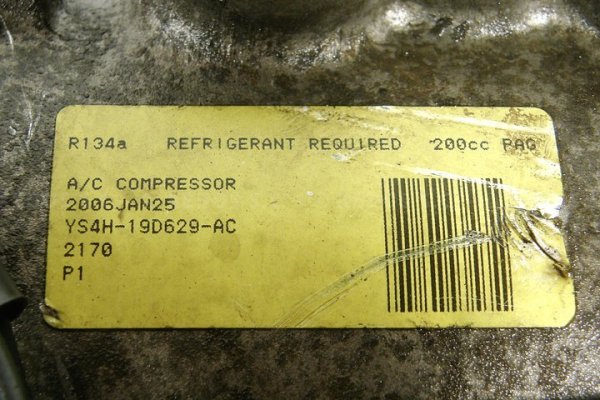 R134a REFRIGERANT REQUIRED 200cc PAG
A/C COMPRESSOR
2006JAN25
YS4H-19D629-AC
2170
P1